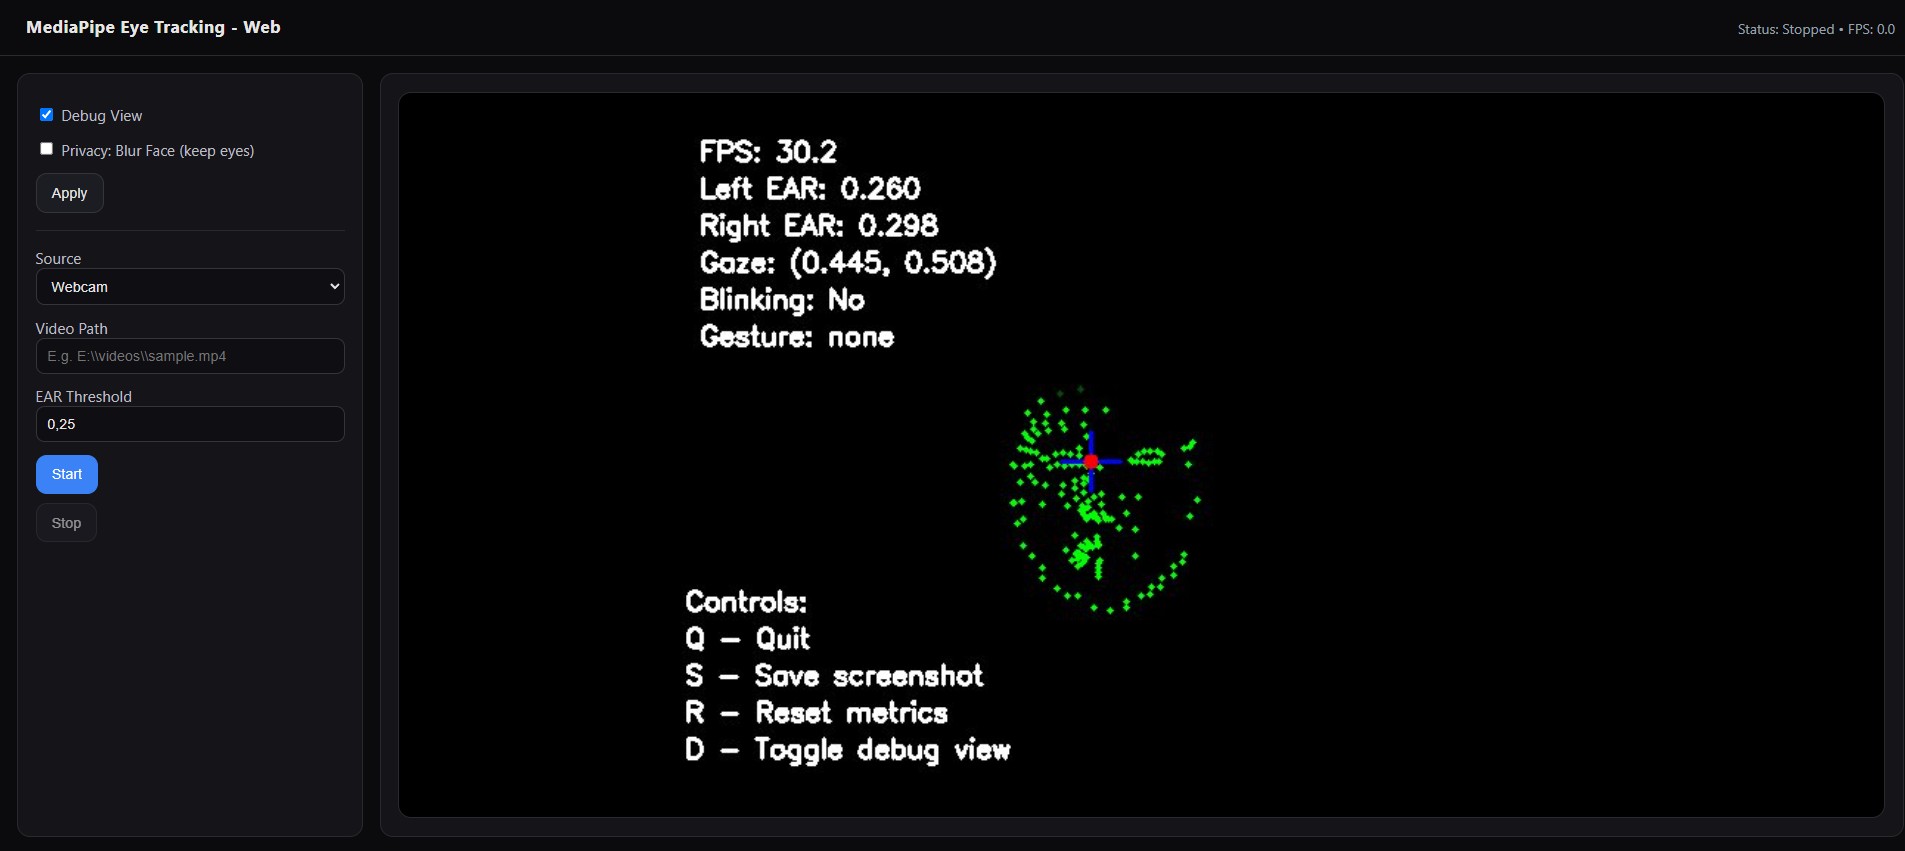 MediaPipe Eye Tracking - Web
Status: Stopped • FPS: 0.0
Debug View
Privacy: Blur Face (keep eyes)
Apply
Source
Webcam
Video Path
E.g. E:\\videos\\sample.mp4
EAR Threshold
0,25
Start
Stop
FPS: 30.2
Left EAR: 0.260
Right EAR: 0.298
Gaze: (0.445, 0.508)
Blinking: No
Gesture: none
Controls:
Q - Quit
S - Save screenshot
R - Reset metrics
D - Toggle debug view